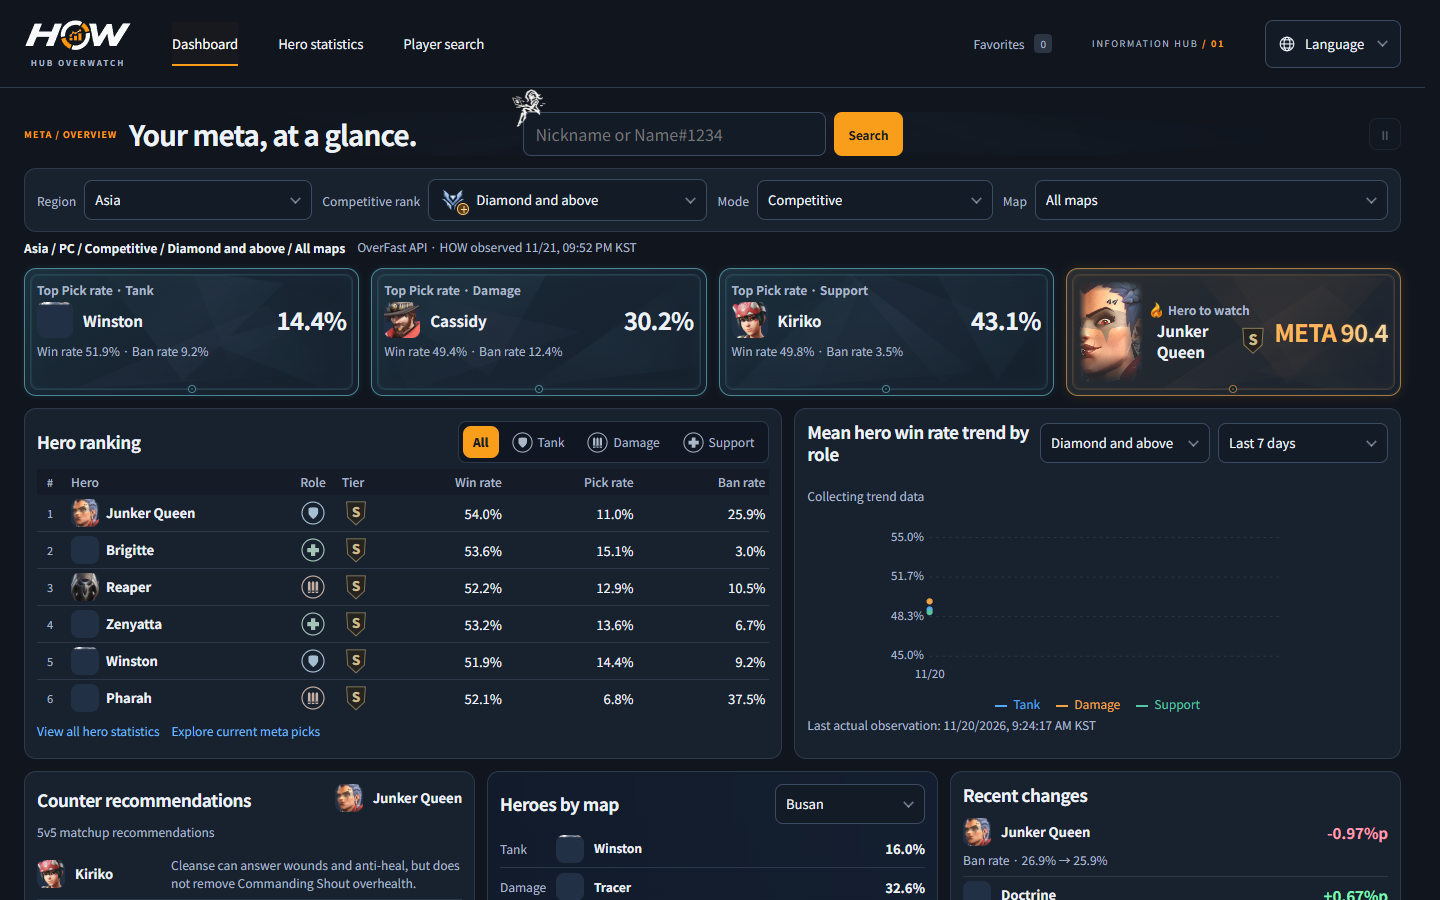 HOW
HUB OVERWATCH
Dashboard
Hero statistics
Player search
Favorites 0
INFORMATION HUB / 01
Language
META / OVERVIEW
Your meta, at a glance.
Nickname or Name#1234
Search
Region
Asia
Competitive rank
Diamond and above
Mode
Competitive
Map
All maps
Asia / PC / Competitive / Diamond and above / All maps
OverFast API · HOW observed 11/21, 09:52 PM KST
Top Pick rate · Tank
Winston
14.4%
Win rate 51.9% · Ban rate 9.2%
Top Pick rate · Damage
Cassidy
30.2%
Win rate 49.4% · Ban rate 12.4%
Top Pick rate · Support
Kiriko
43.1%
Win rate 49.8% · Ban rate 3.5%
🔥 Hero to watch
Junker
Queen
S
META 90.4
Hero ranking
All
Tank
Damage
Support
# Hero Role Tier Win rate Pick rate Ban rate
1 Junker Queen S 54.0% 11.0% 25.9%
2 Brigitte S 53.6% 15.1% 3.0%
3 Reaper S 52.2% 12.9% 10.5%
4 Zenyatta S 53.2% 13.6% 6.7%
5 Winston S 51.9% 14.4% 9.2%
6 Pharah S 52.1% 6.8% 37.5%
View all hero statistics
Explore current meta picks
Mean hero win rate trend by
role
Diamond and above
Last 7 days
Collecting trend data
55.0%
51.7%
48.3%
45.0%
11/20
Tank
Damage
Support
Last actual observation: 11/20/2026, 9:24:17 AM KST
Counter recommendations
Junker Queen
5v5 matchup recommendations
Kiriko
Cleanse can answer wounds and anti-heal, but does
not remove Commanding Shout overhealth.
Heroes by map
Busan
Tank Winston 16.0%
Damage Tracer 32.6%
Recent changes
Junker Queen -0.97%p
Ban rate · 26.9% → 25.9%
Doctrine +0.67%p